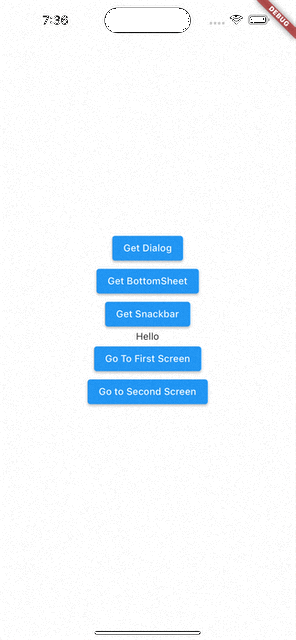 7:36
DEBUG
Get Dialog
Get BottomSheet
Get Snackbar
Hello
Go To First Screen
Go to Second Screen